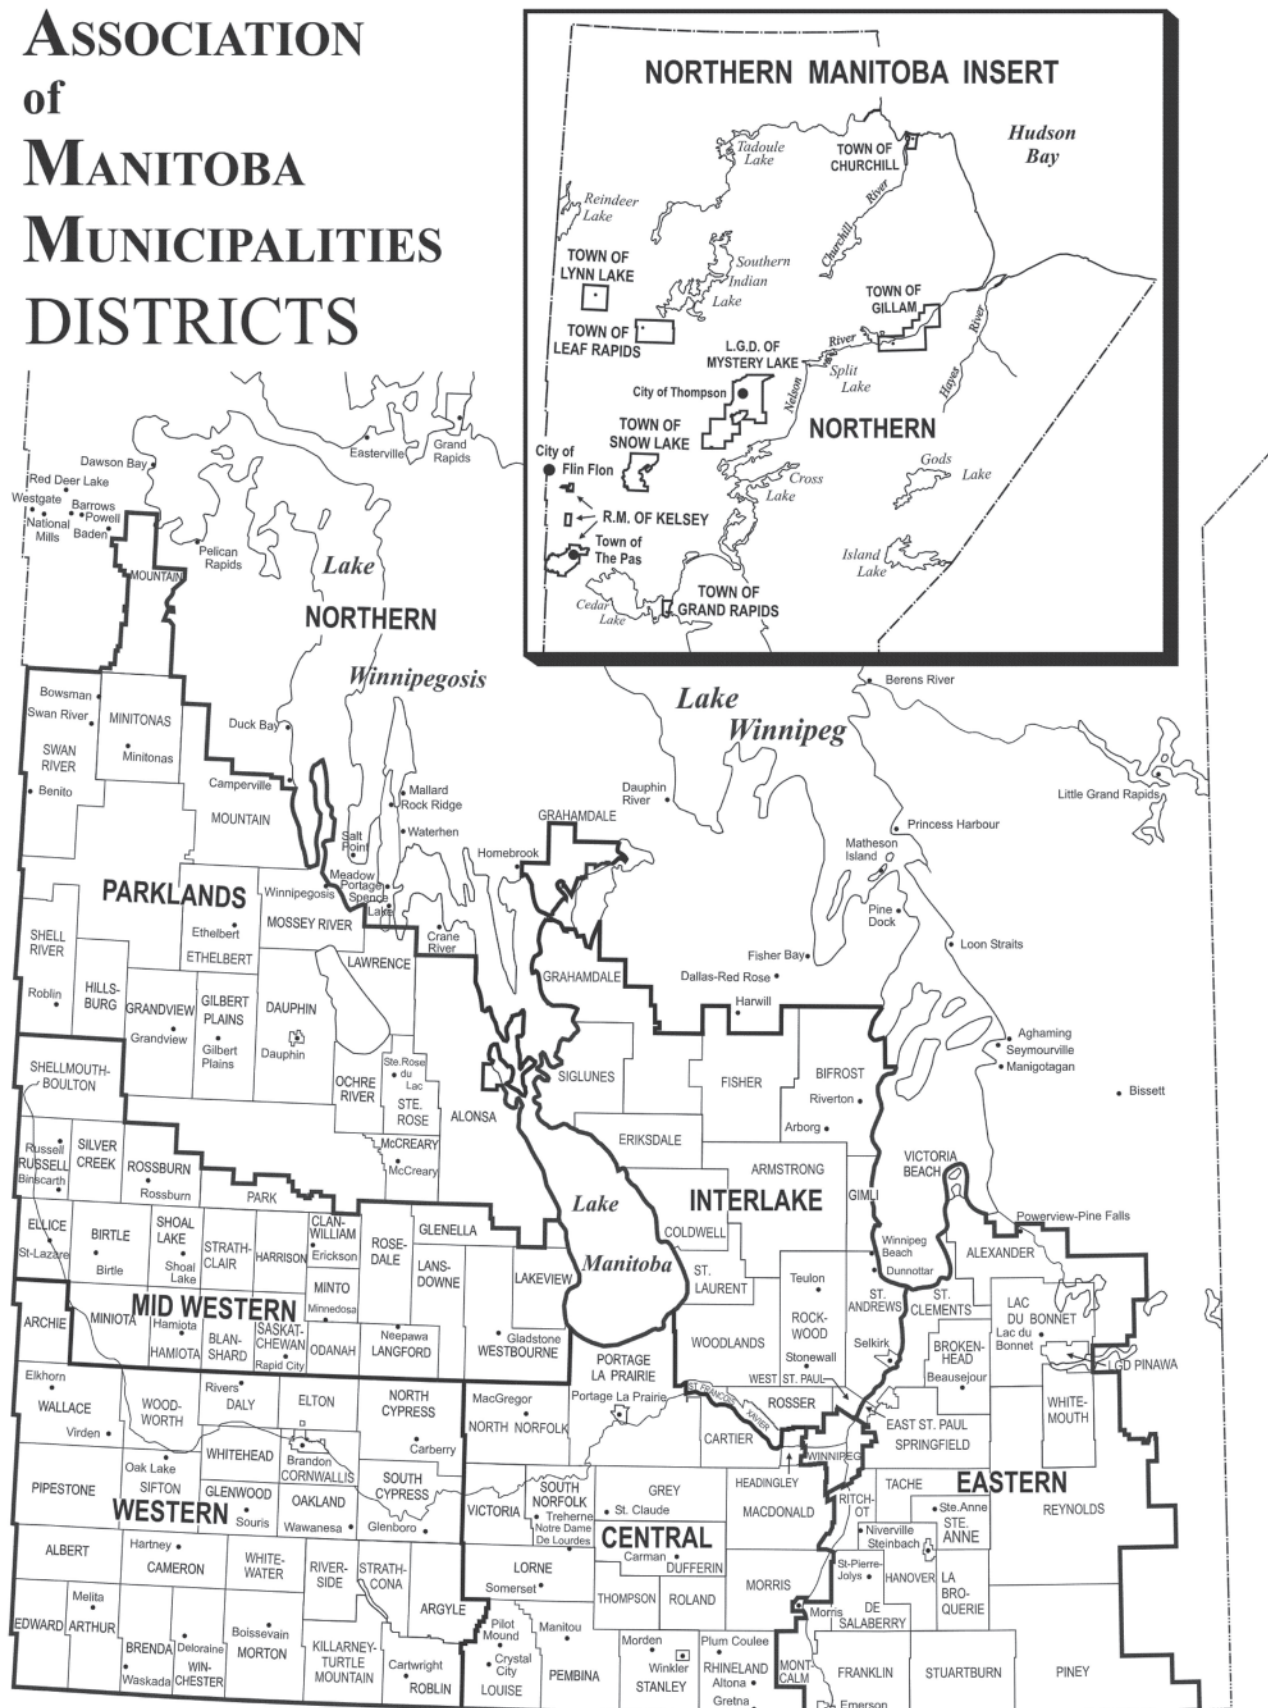 ASSOCIATION
of
MANITOBA
MUNICIPALITIES
DISTRICTS
NORTHERN MANITOBA INSERT
Hudson
Bay
Tadoule
Lake
TOWN OF
CHURCHILL
Reindeer
Lake
Churchill
River
TOWN OF
LYNN LAKE
Southern
Indian
Lake
TOWN OF
GILLAM
TOWN OF
LEAF RAPIDS
L.G.D. OF
MYSTERY LAKE
River
Split
Lake
Hayes
River
City of Thompson
Nelson
TOWN OF
SNOW LAKE
NORTHERN
City of
Flin Flon
Cross
Lake
Gods
Lake
R.M. OF KELSEY
Town of
The Pas
Island
Lake
Cedar
Lake
TOWN OF
GRAND RAPIDS
Easterville
Grand
Rapids
Dawson Bay
Red Deer Lake
Westgate
Barrows
Powell
National
Mills
Baden
Pelican
Rapids
MOUNTAIN
Lake
NORTHERN
Winnipegosis
Lake
Winnipeg
Berens River
Bowsman
Swan River
MINITONAS
Duck Bay
SWAN
RIVER
Minitonas
Benito
Camperville
MOUNTAIN
Mallard
Rock Ridge
Waterhen
Salt
Point
Dauphin
River
Little Grand Rapids
GRAHAMDALE
Princess Harbour
Homebrook
Matheson
Island
Meadow
Portage
Spence
Lake
PARKLANDS
Winnipegosis
MOSSEY RIVER
Pine
Dock
Ethelbert
ETHELBERT
SHELL
RIVER
Crane
River
Loon Straits
Fisher Bay
LAWRENCE
GRAHAMDALE
Dallas-Red Rose
Harwill
Roblin
HILLS-
BURG
GRANDVIEW
Grandview
GILBERT
PLAINS
Gilbert
Plains
DAUPHIN
Dauphin
Aghaming
Seymourville
Manigotagan
SHELLMOUTH-
BOULTON
OCHRE
RIVER
Ste.Rose
du
Lac
STE.
ROSE
ALONSA
SIGLUNES
FISHER
BIFROST
Riverton
Bissett
Arborg
ERIKSDALE
McCREARY
McCreary
ARMSTRONG
VICTORIA
BEACH
Russell
RUSSELL
Binscarth
SILVER
CREEK
ROSSBURN
Rossburn
PARK
INTERLAKE
GIMLI
Lake
Manitoba
COLDWELL
Powerview-Pine Falls
ELLICE
St-Lazare
BIRTLE
Birtle
SHOAL
LAKE
Shoal
Lake
STRATH-
CLAIR
HARRISON
CLAN-
WILLIAM
Erickson
ROSE-
DALE
GLENELLA
LANS-
DOWNE
LAKEVIEW
Winnipeg
Beach
Dunnottar
ALEXANDER
ST.
LAURENT
Teulon
ROCK-
WOOD
Stonewall
ST.
ANDREWS
ST.
CLEMENTS
LAC
DU BONNET
Lac du
Bonnet
MID WESTERN
MINTO
Minnedosa
ARCHIE
MINIOTA
Hamiota
HAMIOTA
BLAN-
SHARD
SASKAT-
CHEWAN
Rapid City
ODANAH
Neepawa
LANGFORD
Gladstone
WESTBOURNE
WOODLANDS
Selkirk
BROKEN-
HEAD
Beausejour
LGD PINAWA
PORTAGE
LA PRAIRIE
Portage La Prairie
WEST ST. PAUL
WHITE-
MOUTH
Elkhorn
WALLACE
Virden
WOOD-
WORTH
Rivers
DALY
ELTON
NORTH
CYPRESS
Carberry
MacGregor
NORTH NORFOLK
ST FRANCOIS
XAVIER
ROSSER
CARTIER
EAST ST. PAUL
SPRINGFIELD
WINNIPEG
WHITEHEAD
Brandon
CORNWALLIS
Oak Lake
SIFTON
PIPESTONE
WESTERN
GLENWOOD
Souris
OAKLAND
Wawanesa
SOUTH
CYPRESS
Glenboro
VICTORIA
SOUTH
NORFOLK
Treherne
Notre Dame
De Lourdes
GREY
St. Claude
HEADINGLEY
MACDONALD
TACHE
EASTERN
RITCH-
OT
Ste.Anne
STE.
ANNE
REYNOLDS
CENTRAL
Niverville
Steinbach
ALBERT
Hartney
CAMERON
WHITE-
WATER
RIVER-
SIDE
STRATH-
CONA
LORNE
Somerset
Carman
DUFFERIN
St-Pierre-
Jolys
HANOVER
LA
BRO-
QUERIE
THOMPSON
ROLAND
MORRIS
Morris
DE
SALABERRY
EDWARD
Melita
ARTHUR
BRENDA
Waskada
Deloraine
WIN-
CHESTER
Boissevain
MORTON
KILLARNEY-
TURTLE
MOUNTAIN
ARGYLE
Cartwright
ROBLIN
Pilot
Mound
Crystal
City
LOUISE
Manitou
PEMBINA
Morden
Winkler
STANLEY
Plum Coulee
RHINELAND
Altona
Gretna
MONT-
CALM
FRANKLIN
Emerson
STUARTBURN
PINEY